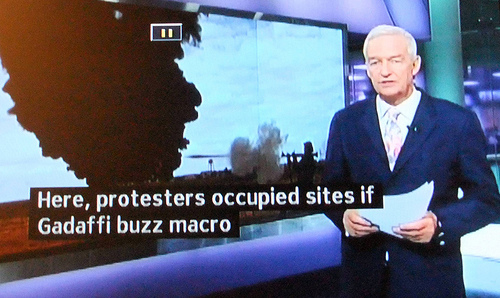 Here, protesters occupied sites if
Gadaffi buzz macro